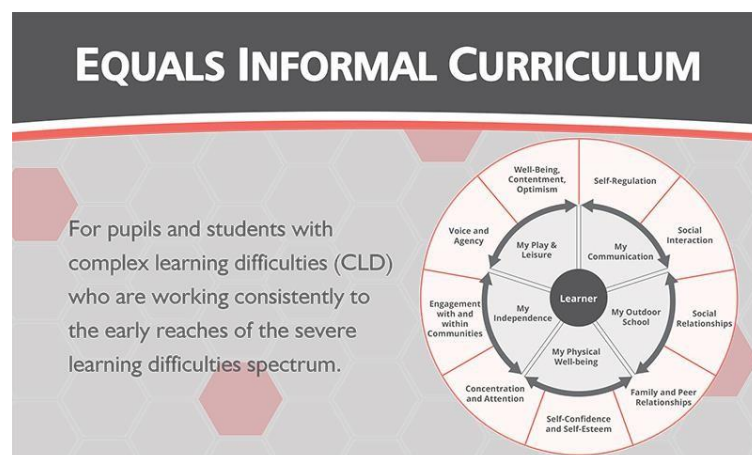 EQUALS INFORMAL CURRICULUM
For pupils and students with
complex learning difficulties (CLD)
who are working consistently to
the early reaches of the severe
learning difficulties spectrum.
Well-Being,
Contentment,
Optimism
Self-Regulation
Social
Interaction
Social
Relationships
Family and Peer
Relationships
Self-Confidence
and Self-Esteem
Concentration
and Attention
Engagement
with and
within
Communities
Voice and
Agency
My Play &
Leisure
My
Communication
My Outdoor
School
My Physical
Well-being
My
Independence
Learner